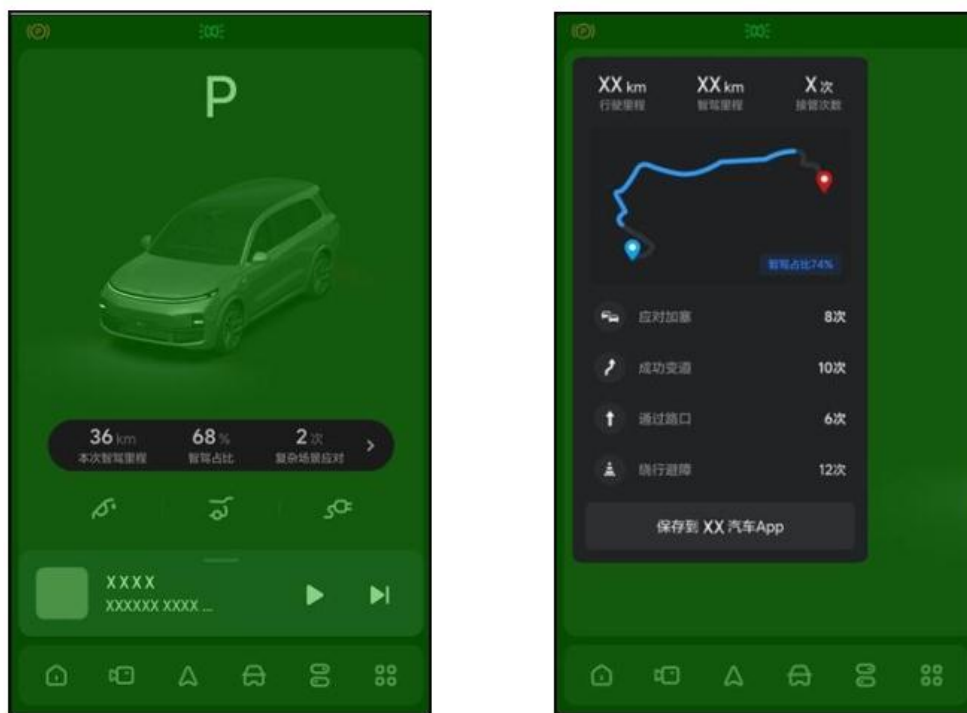 P
36 km 68% 2次
本次智驾里程 智驾占比 复杂场景应对
XXXX
XXXXXX XXXX ...
XX km XX km X次
行驶里程 智驾里程 接管次数
智驾占比74%
应对加塞 8次
成功变道 10次
通过路口 6次
绕行避障 12次
保存到 XX 汽车App